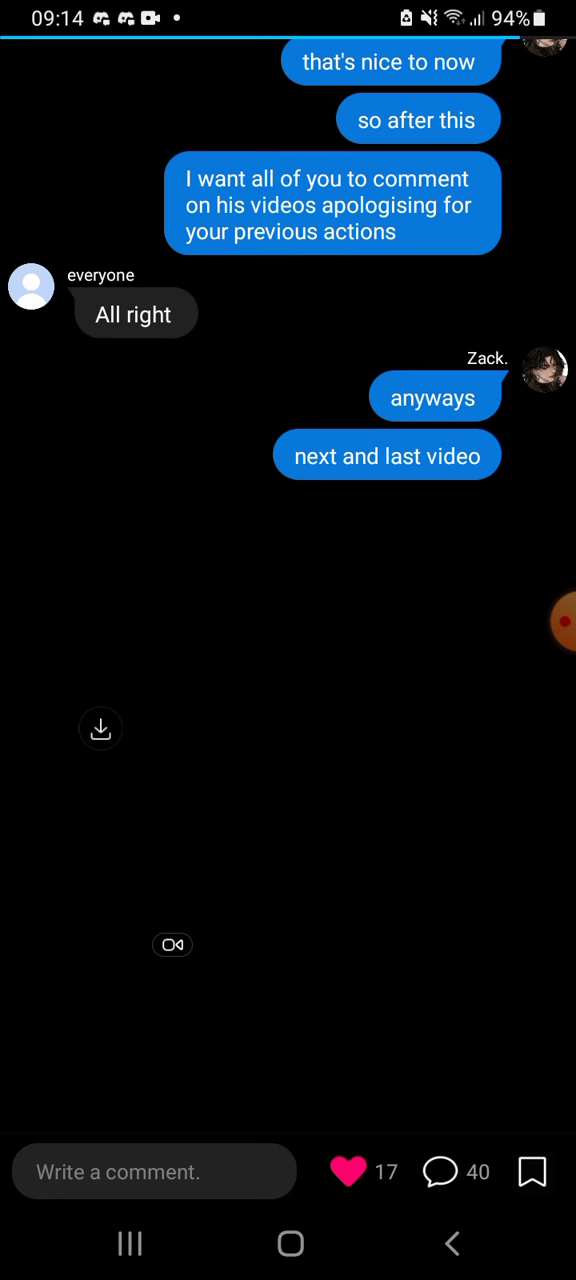 09:14
94%
that's nice to now
so after this
I want all of you to comment
on his videos apologising for
your previous actions
everyone
All right
Zack.
anyways
next and last video
Write a comment.
17
40